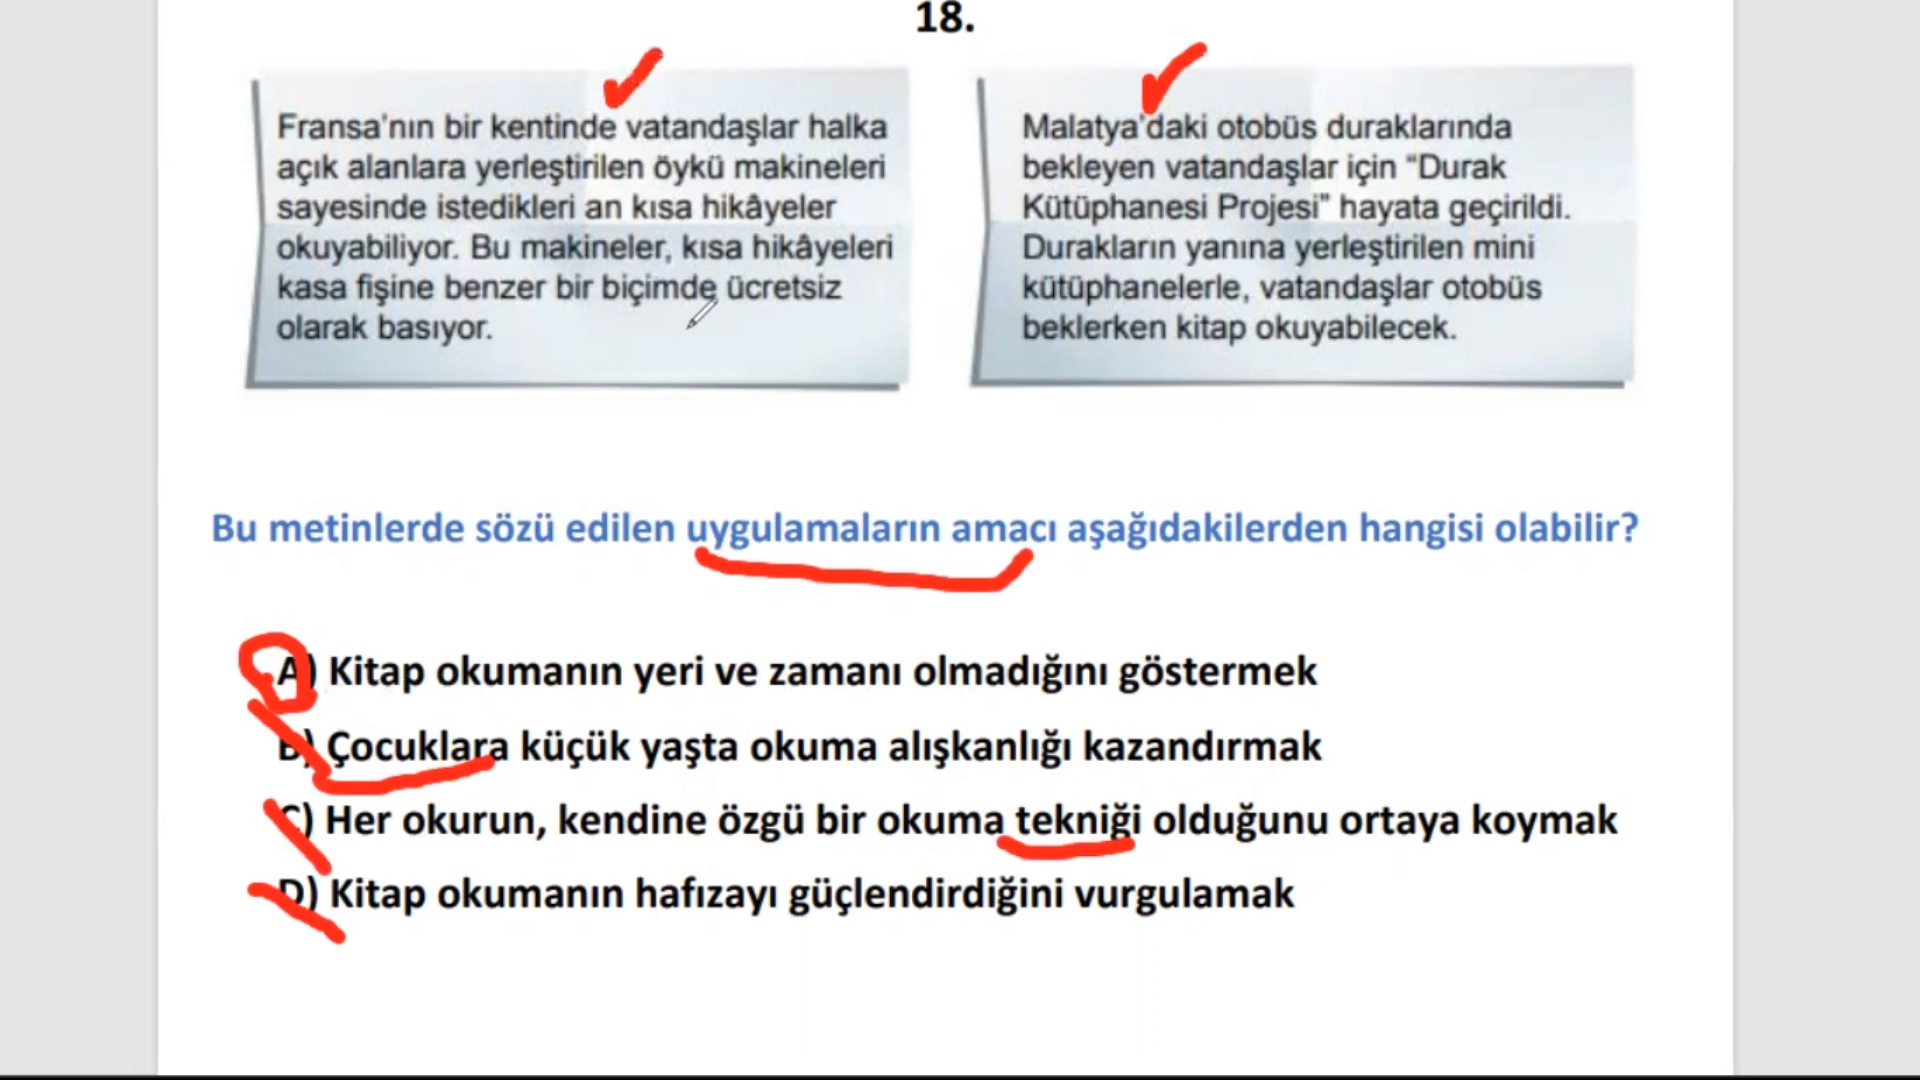 18.
Fransa'nın bir kentinde vatandaşlar halka
açık alanlara yerleştirilen öykü makineleri
sayesinde istedikleri an kısa hikâyeler
okuyabiliyor. Bu makineler, kısa hikâyeleri
kasa fişine benzer bir biçimde ücretsiz
olarak basıyor.
Malatya'daki otobüs duraklarında
bekleyen vatandaşlar için “Durak
Kütüphanesi Projesi” hayata geçirildi.
Durakların yanına yerleştirilen mini
kütüphanelerle, vatandaşlar otobüs
beklerken kitap okuyabilecek.
Bu metinlerde sözü edilen uygulamaların amacı aşağıdakilerden hangisi olabilir?
A) Kitap okumanın yeri ve zamanı olmadığını göstermek
B) Çocuklara küçük yaşta okuma alışkanlığı kazandırmak
C) Her okurun, kendine özgü bir okuma tekniği olduğunu ortaya koymak
D) Kitap okumanın hafızayı güçlendirdiğini vurgulamak